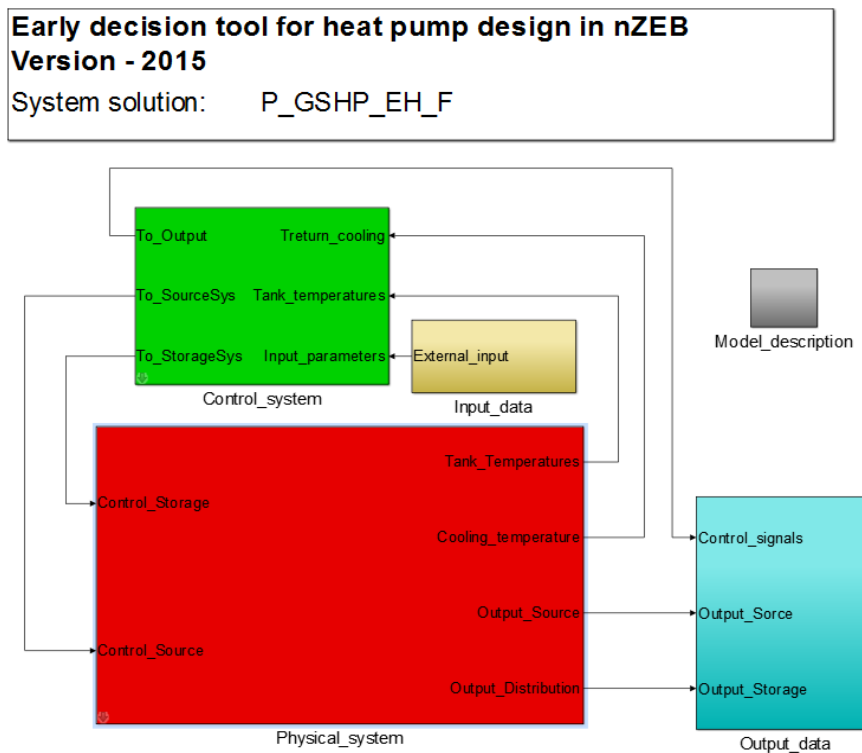 Early decision tool for heat pump design in nZEB
Version - 2015
System solution: P_GSHP_EH_F
To_Output
Treturn_cooling
To_SourceSys
Tank_temperatures
To_StorageSys
Input_parameters
External_input
Control_system
Input_data
Model_description
Tank_Temperatures
Control_Storage
Cooling_temperature
Control_signals
Output_Source
Output_Sorce
Control_Source
Output_Distribution
Output_Storage
Physical_system
Output_data